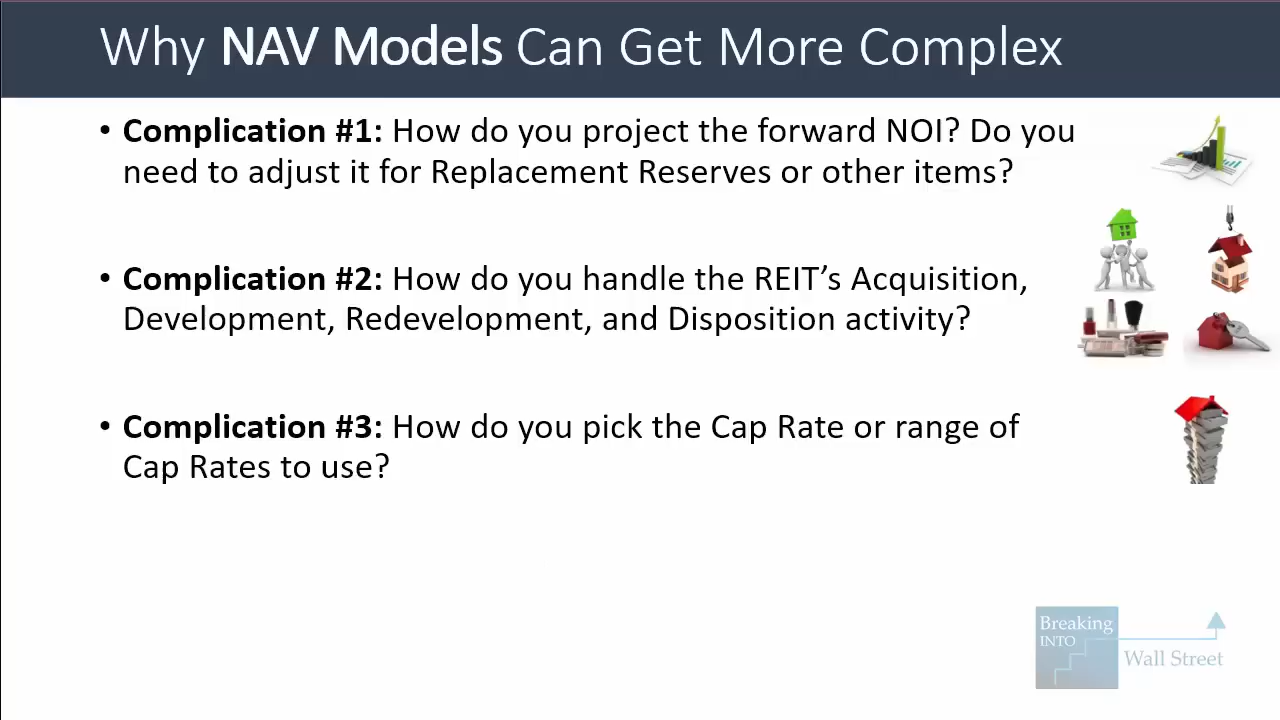 Why NAV Models Can Get More Complex
• Complication #1: How do you project the forward NOI? Do you
need to adjust it for Replacement Reserves or other items?
• Complication #2: How do you handle the REIT’s Acquisition,
Development, Redevelopment, and Disposition activity?
• Complication #3: How do you pick the Cap Rate or range of
Cap Rates to use?
Breaking
INTO
Wall Street